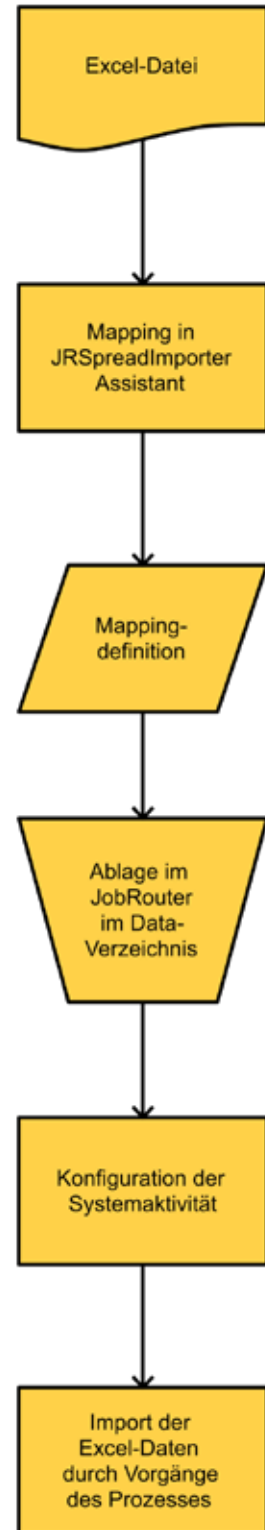 Excel-Datei
Mapping in
JRSpreadImporter
Assistant
Mapping-
definition
Ablage im
JobRouter
im Data-
Verzeichnis
Konfiguration der
Systemaktivität
Import der
Excel-Daten
durch Vorgänge
des Prozesses